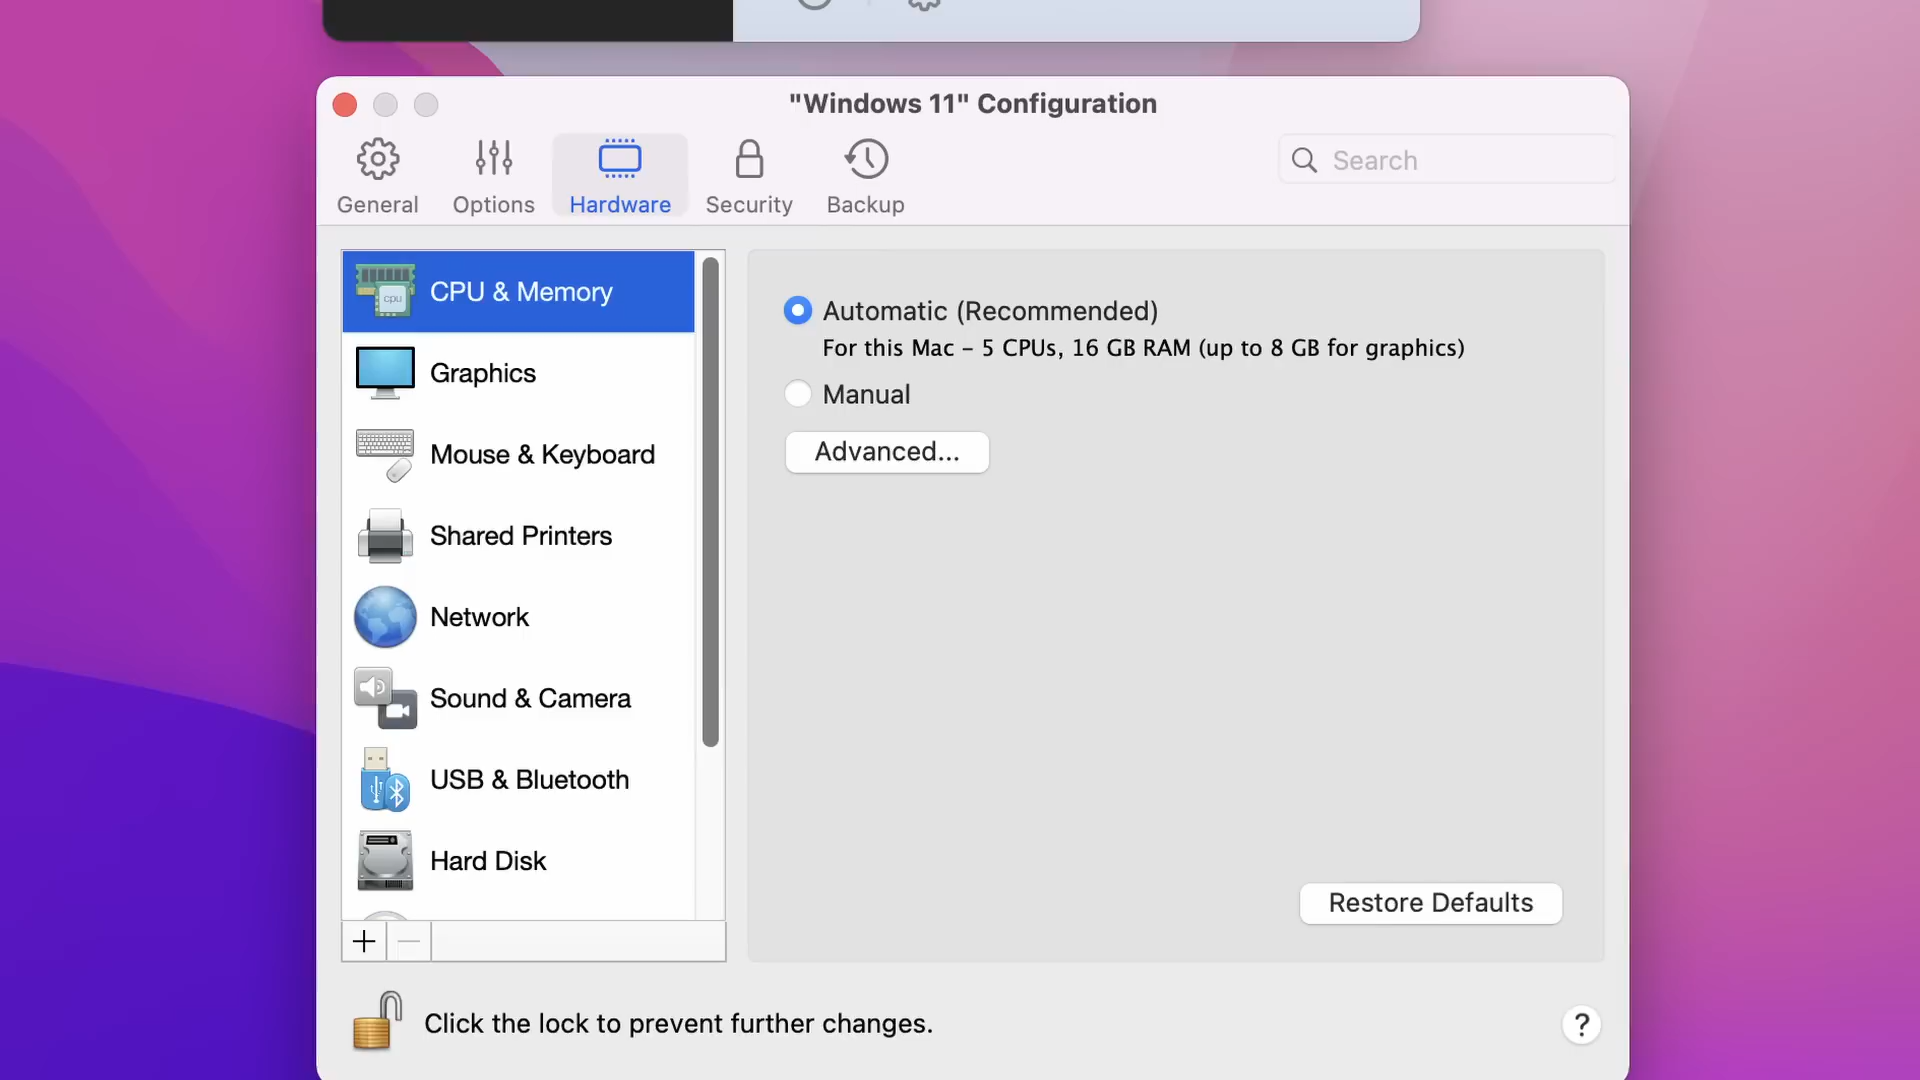 "Windows 11" Configuration
General
Options
Hardware
Security
Backup
Search
cpu
CPU & Memory
Graphics
Mouse & Keyboard
Shared Printers
Network
Sound & Camera
USB & Bluetooth
Hard Disk
Automatic (Recommended)
For this Mac – 5 CPUs, 16 GB RAM (up to 8 GB for graphics)
Manual
Advanced...
Restore Defaults
Click the lock to prevent further changes.
?